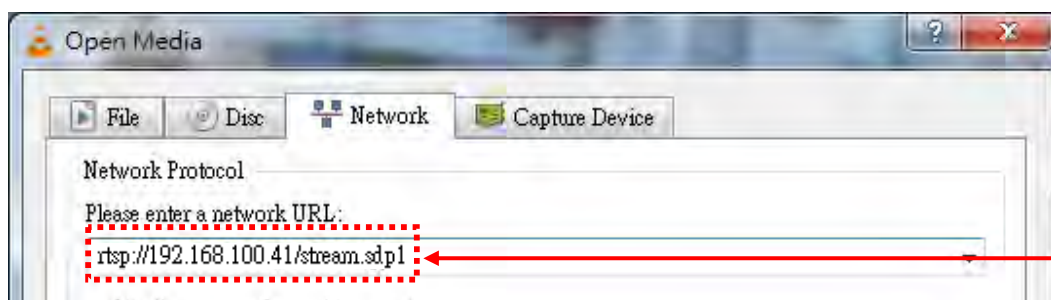 Open Media
?
File Disc Network Capture Device
Network Protocol
Please enter a network URL:
rtsp://192.168.100.41/stream.sdp1